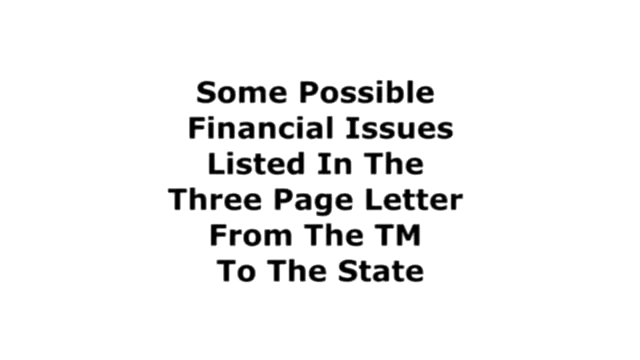 Some Possible
Financial Issues
Listed In The
Three Page Letter
From The TM
To The State